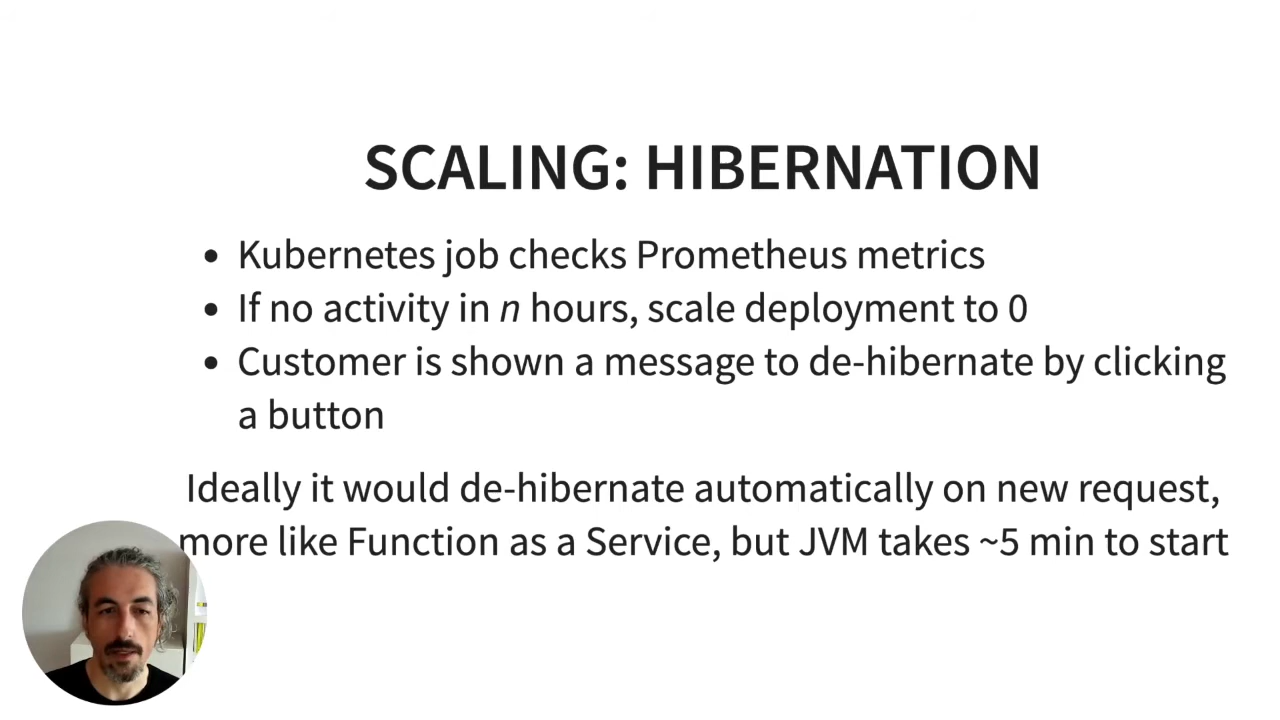 SCALING: HIBERNATION
• Kubernetes job checks Prometheus metrics
• If no activity in n hours, scale deployment to 0
• Customer is shown a message to de-hibernate by clicking
a button
Ideally it would de-hibernate automatically on new request,
more like Function as a Service, but JVM takes ~5 min to start